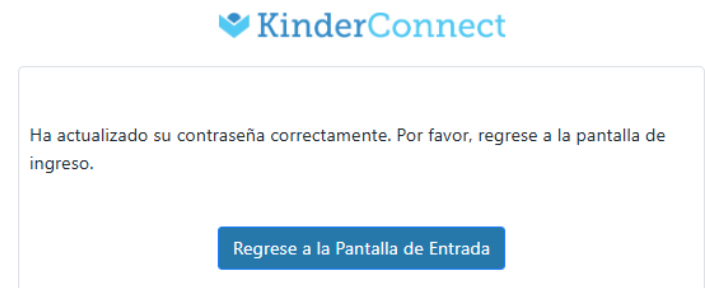 KinderConnect
Ha actualizado su contraseña correctamente. Por favor, regrese a la pantalla de
ingreso.
Regrese a la Pantalla de Entrada